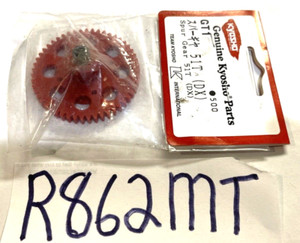 KYOSHO
Genuine Kyosho Parts
GT1
スパーギヤ 51T (DX)
Spur Gear 51T (DX)
●500
TEAM KYOSHO
INTERNATIONAL
R862MT